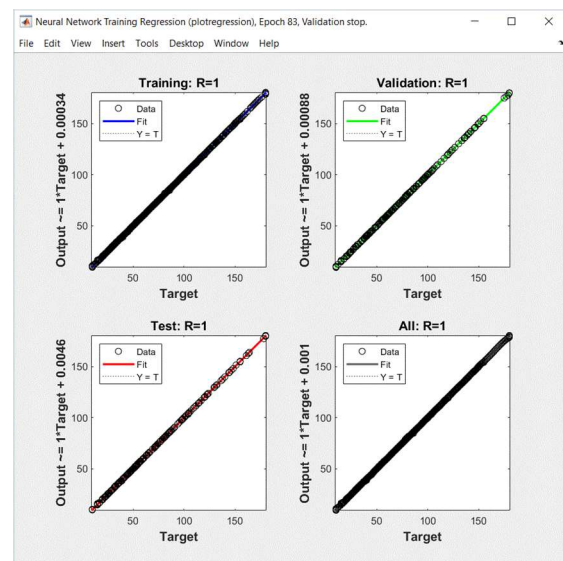 Neural Network Training Regression (plotregression), Epoch 83, Validation stop.
File Edit View Insert Tools Desktop Window Help
Training: R=1
Output ~= 1*Target + 0.00034
Data
Fit
Y = T
150
100
50
50 100 150
Target
Validation: R=1
Output ~= 1*Target + 0.00088
Data
Fit
Y = T
150
100
50
50 100 150
Target
Test: R=1
Output ~= 1*Target + 0.0046
Data
Fit
Y = T
150
100
50
50 100 150
Target
All: R=1
Output ~= 1*Target + 0.001
Data
Fit
Y = T
150
100
50
50 100 150
Target